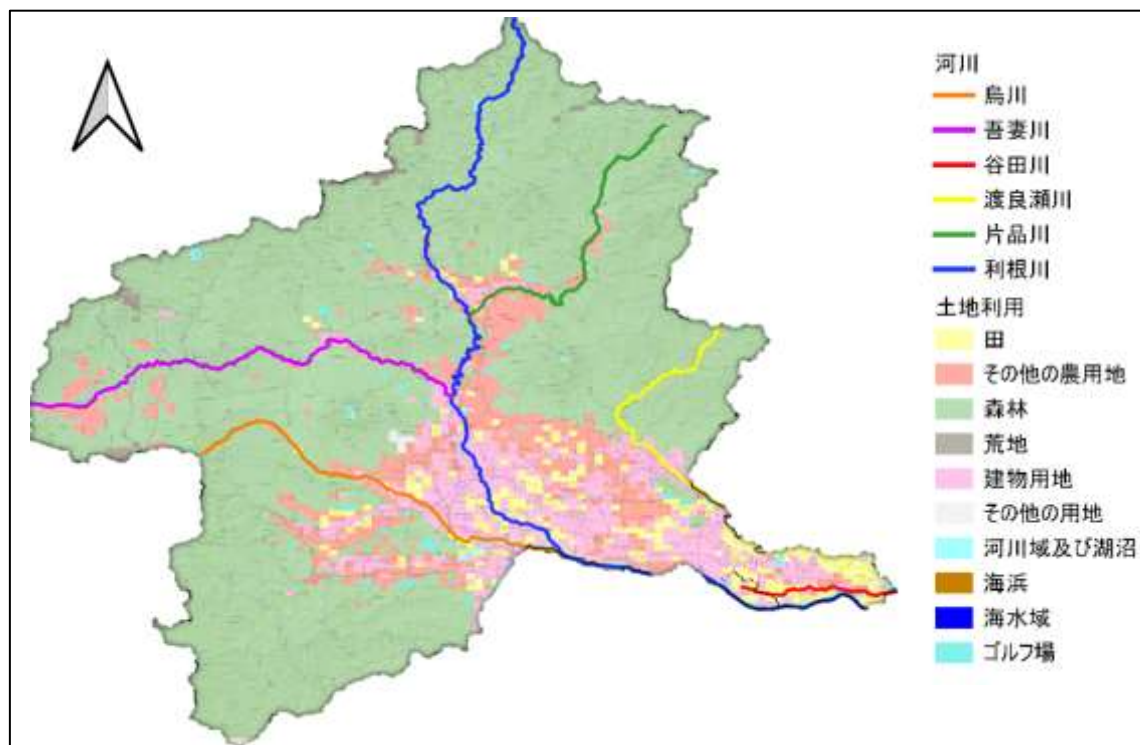 河川
烏川
吾妻川
谷田川
渡良瀬川
片品川
利根川
土地利用
田
その他の農用地
森林
荒地
建物用地
その他の用地
河川域及び湖沼
海浜
海水域
ゴルフ場